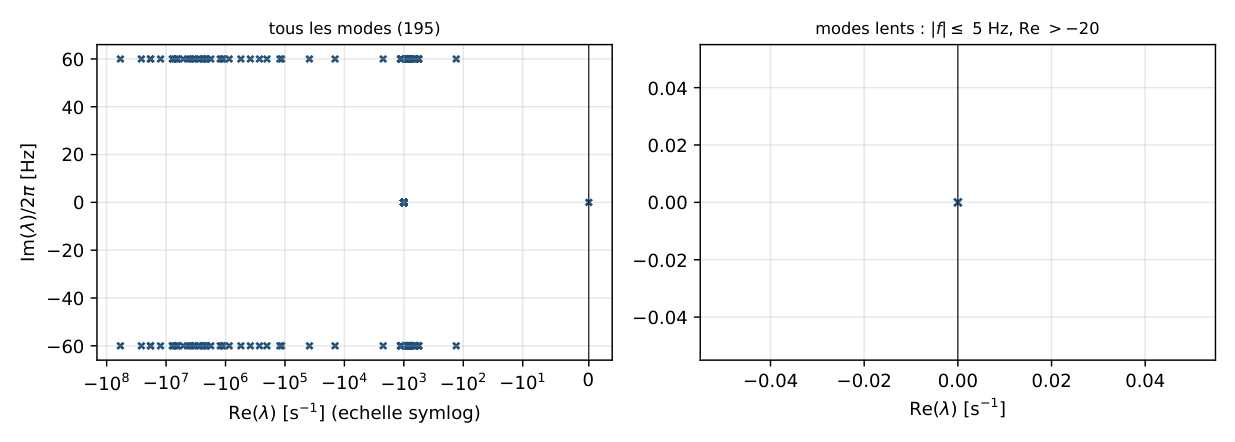 tous les modes (195)
60
40
20
0
−20
−40
−60
Im(λ)/2π [Hz]
−10⁸ −10⁷ −10⁶ −10⁵ −10⁴ −10³ −10² −10¹ 0
Re(λ) [s⁻¹] (echelle symlog)
modes lents : |f| ≤ 5 Hz, Re > −20
0.04
0.02
0.00
−0.02
−0.04
−0.04 −0.02 0.00 0.02 0.04
Re(λ) [s⁻¹]